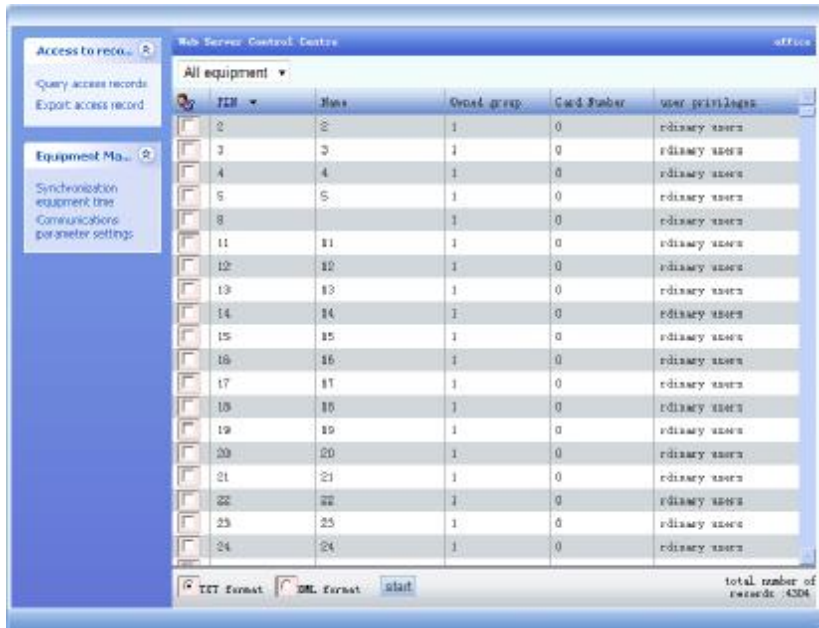 Access to reco...
Query access records
Export access record
Equipment Ma...
Synchronization
equipment time
Communications
parameter settings
Web Server Control Centre office
All equipment
PIN Name Owned group Card Number user privileges
2 2 1 0 rdinary users
3 3 1 0 rdinary users
4 4 1 0 rdinary users
5 5 1 0 rdinary users
8 1 0 rdinary users
11 11 1 0 rdinary users
12 12 1 0 rdinary users
13 13 1 0 rdinary users
14 14 1 0 rdinary users
15 15 1 0 rdinary users
16 16 1 0 rdinary users
17 17 1 0 rdinary users
18 18 1 0 rdinary users
19 19 1 0 rdinary users
20 20 1 0 rdinary users
21 21 1 0 rdinary users
22 22 1 0 rdinary users
23 23 1 0 rdinary users
24 24 1 0 rdinary users
TXT format XML format start
total number of
records :4304